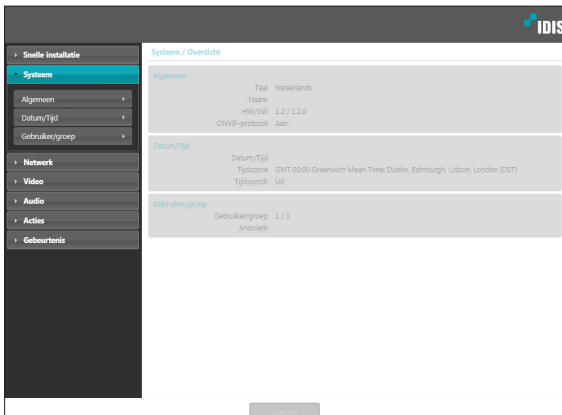 IDIS
Snelle installatie
Systeem
Algemeen
Datum/Tijd
Gebruiker/groep
Netwerk
Video
Audio
Acties
Gebeurtenis
Systeem / Overzicht
Algemeen
Taal Nederlands
Naam
HW/SW 1.2 / 1.2.0
ONVIF-protocol Aan
Datum/Tijd
Datum/Tijd
Tijdszone GMT 00:00 Greenwich Mean Time: Dublin, Edinburgh, Lisbon, London (DST)
Tijdssynch Uit
Gebruiker/groep
Gebruiker/groep 1 / 3
Anoniem